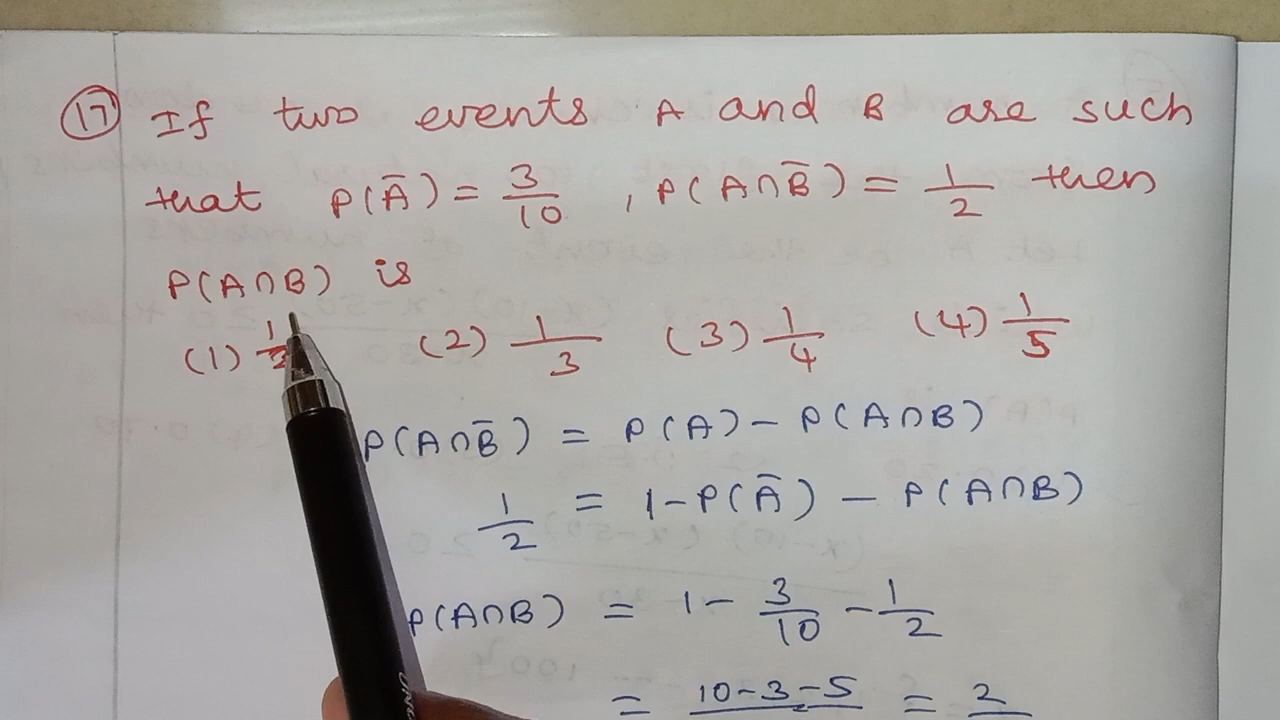 (17) If two events A and B are such
that P(Ā) = 3/10 , P(A∩B̄) = 1/2 then
P(A∩B) is
(1) 1/2 (2) 1/3 (3) 1/4 (4) 1/5
P(A∩B̄) = P(A) − P(A∩B)
1/2 = 1−P(Ā) − P(A∩B)
P(A∩B) = 1− 3/10 − 1/2
= 10−3−5 = 2